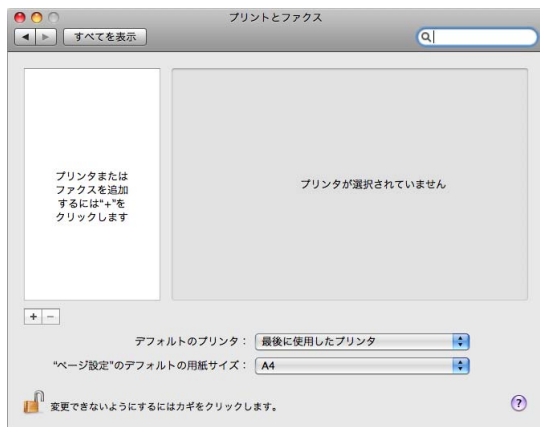 プリントとファクス
すべてを表示
プリンタまたは
ファクスを追加
するには“+”を
クリックします
プリンタが選択されていません
+ −
デフォルトのプリンタ： 最後に使用したプリンタ
“ページ設定”のデフォルトの用紙サイズ： A4
変更できないようにするにはカギをクリックします。
?